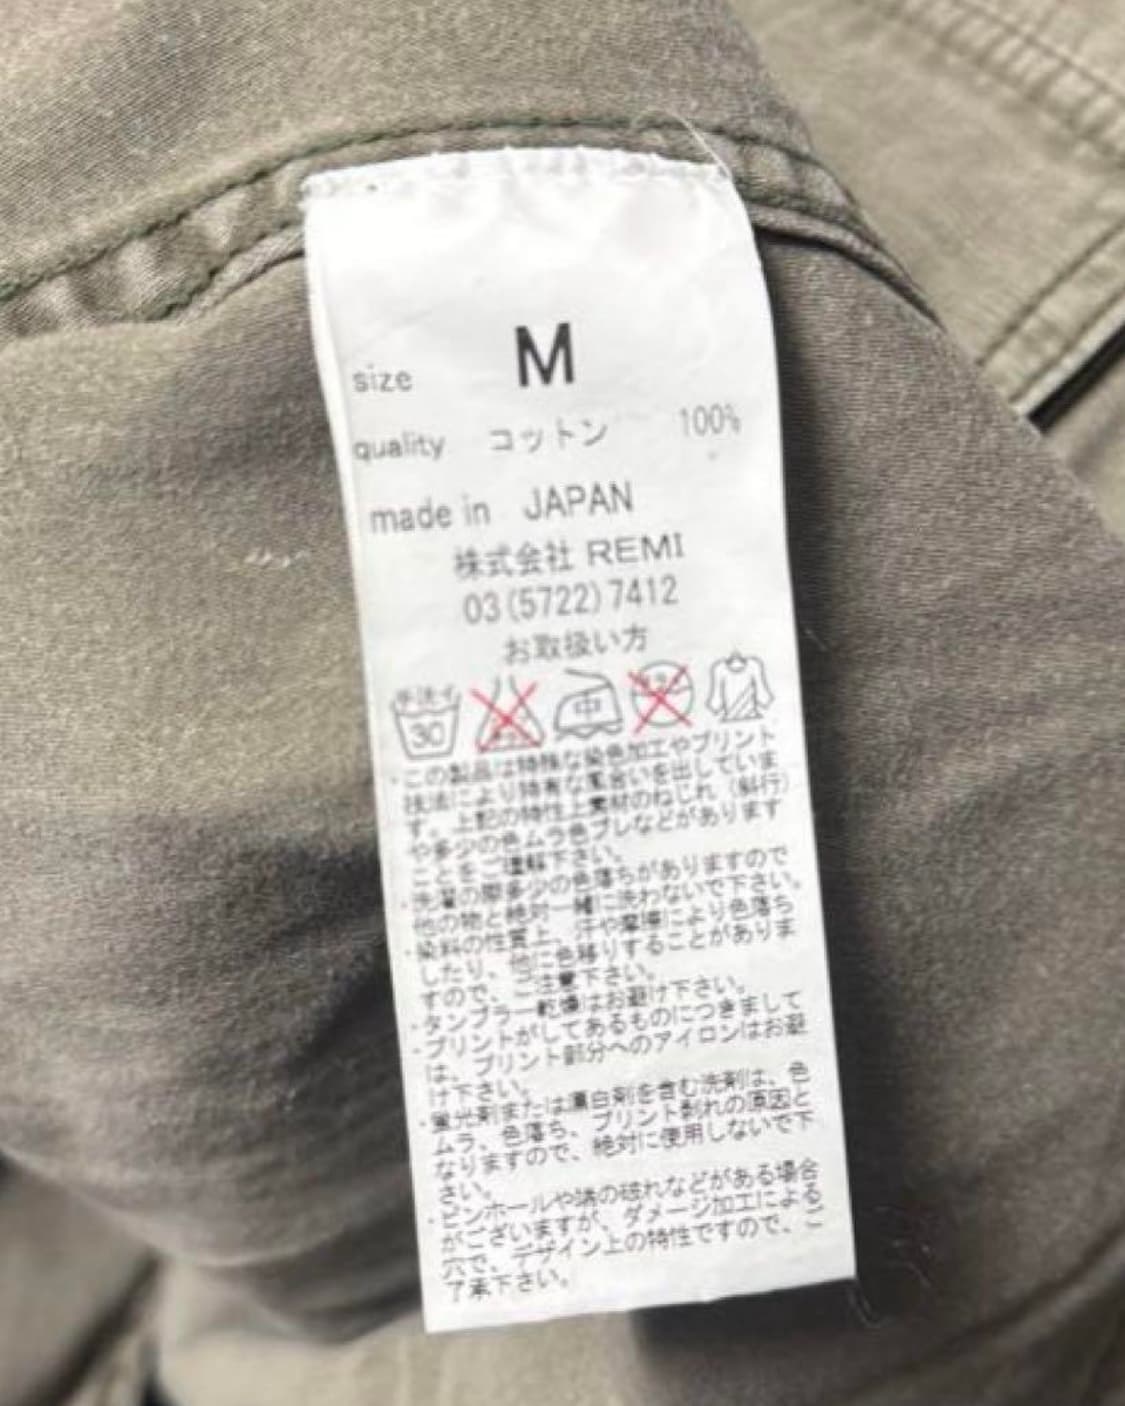 size M
quality コットン 100%
made in JAPAN
株式会社 REMI
03(5722)7412
お取扱い方
手洗イ
30
中
・この製品は特殊な染色加工やプリント
技法により特有な風合いを出していま
す。上記の特性上素材のねじれ（斜行）
や多少の色ムラ色ブレなどがあります
ことをご理解下さい。
・洗濯の際多少の色落ちがありますので
他の物と絶対一緒に洗わないで下さい。
・染料の性質上、汗や摩擦により色落ち
したり、他に色移りすることがありま
すので、ご注意下さい。
・タンブラー乾燥はお避け下さい。
・プリントがしてあるものにつきまして
は、プリント部分へのアイロンはお避
け下さい。
・蛍光剤または漂白剤を含む洗剤は、色
ムラ、色落ち、プリント剥れの原因と
なりますので、絶対に使用しないで下
さい。
・ピンホールや端の破れなどがある場合
がございますが、ダメージ加工による
穴で、デザイン上の特性ですので、ご
了承下さい。